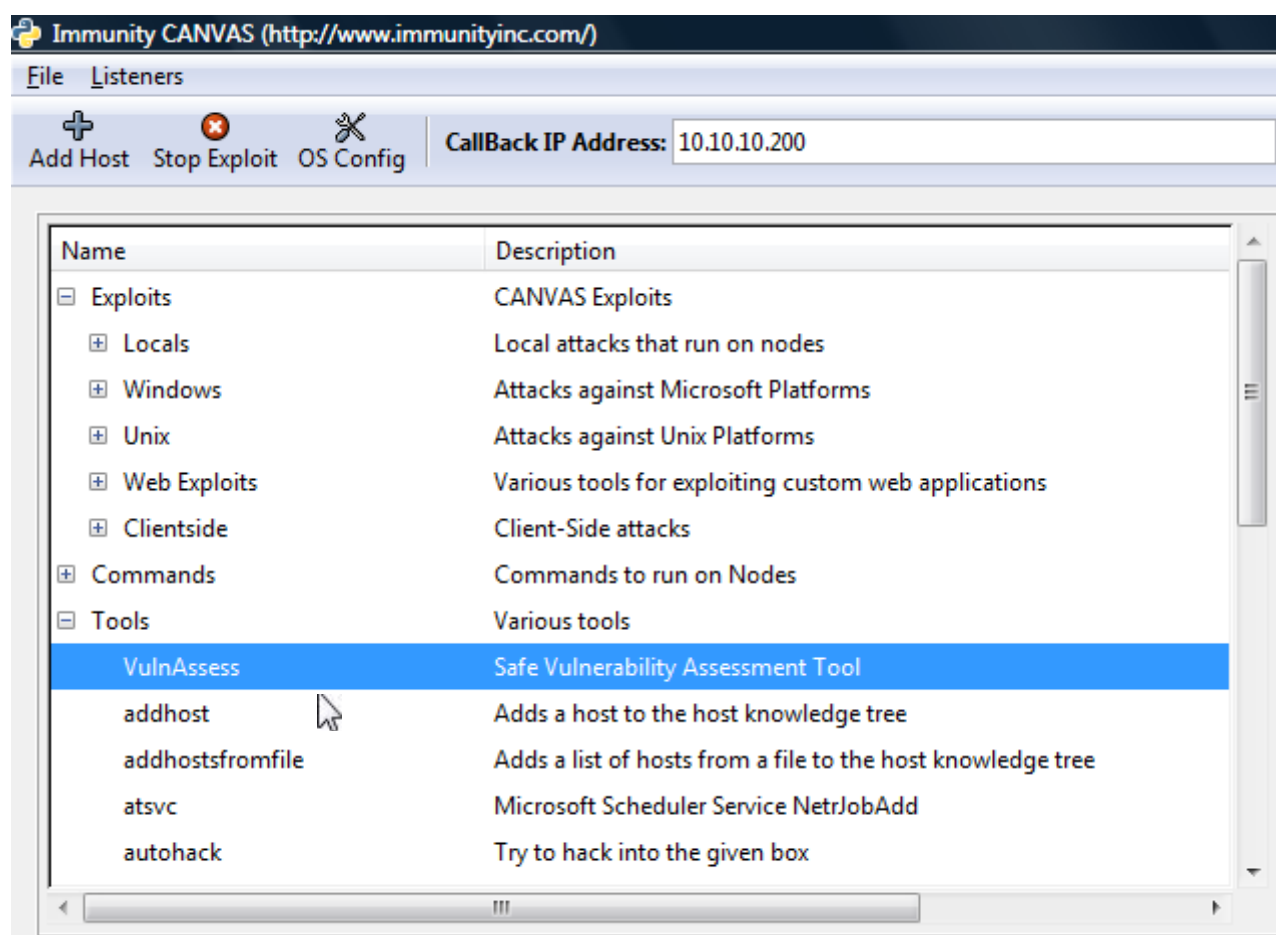 Immunity CANVAS (http://www.immunityinc.com/)
File Listeners
Add Host Stop Exploit OS Config CallBack IP Address: 10.10.10.200
Name Description
Exploits CANVAS Exploits
Locals Local attacks that run on nodes
Windows Attacks against Microsoft Platforms
Unix Attacks against Unix Platforms
Web Exploits Various tools for exploiting custom web applications
Clientside Client-Side attacks
Commands Commands to run on Nodes
Tools Various tools
VulnAssess Safe Vulnerability Assessment Tool
addhost Adds a host to the host knowledge tree
addhostsfromfile Adds a list of hosts from a file to the host knowledge tree
atsvc Microsoft Scheduler Service NetrJobAdd
autohack Try to hack into the given box